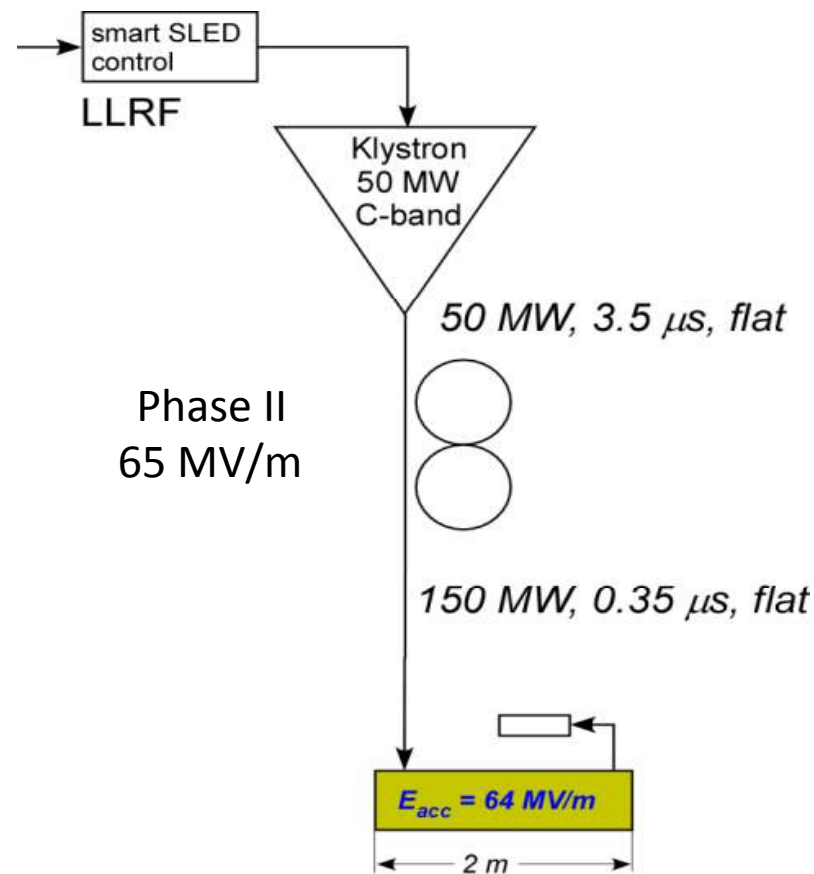 smart SLED
control
LLRF
Klystron
50 MW
C-band
50 MW, 3.5 μs, flat
Phase II
65 MV/m
150 MW, 0.35 μs, flat
E_acc = 64 MV/m
2 m